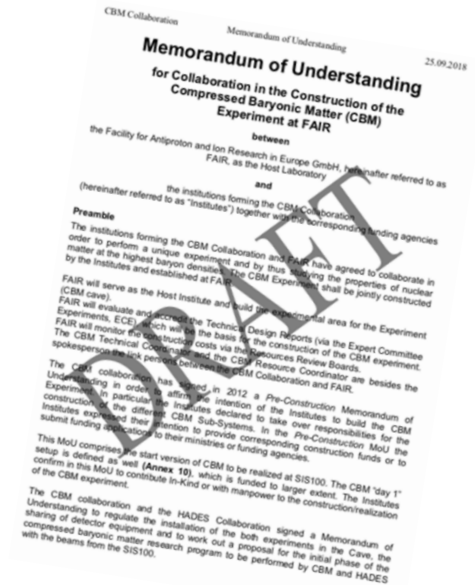 CBM Collaboration
Memorandum of Understanding
25.09.2018
Memorandum of Understanding
for Collaboration in the Construction of the
Compressed Baryonic Matter (CBM)
Experiment at FAIR
between
the Facility for Antiproton and Ion Research in Europe GmbH, hereinafter referred to as
FAIR, as the Host Laboratory
and
the institutions forming the CBM Collaboration
(hereinafter referred to as "Institutes") together with the corresponding funding agencies
Preamble
The institutions forming the CBM Collaboration and FAIR have agreed to collaborate in
order to perform a unique experiment and by thus studying the properties of nuclear
matter at the highest baryon densities. The CBM Experiment shall be jointly constructed
by the Institutes and established at FAIR.
FAIR will serve as the Host Institute and build the experimental area for the Experiment
(CBM cave).
FAIR will evaluate and accredit the Technical Design Reports (via the Expert Committee
Experiments, ECE), which will be the basis for the construction of the CBM experiment.
FAIR will monitor the construction costs via the Resources Review Boards.
The CBM Technical Coordinator and the CBM Resource Coordinator are besides the
spokesperson the link persons between the CBM Collaboration and FAIR.
The CBM collaboration has signed in 2012 a Pre-Construction Memorandum of
Understanding in order to affirm the intention of the Institutes to build the CBM
Experiment. In particular the Institutes declared to take over responsibilities for the
construction of the different CBM Sub-Systems. In the Pre-Construction MoU the
Institutes expressed their intention to provide corresponding construction funds or to
submit funding applications to their ministries or funding agencies.
This MoU comprises the start version of CBM to be realized at SIS100. The CBM "day 1"
setup is defined as well (Annex 10), which is funded to larger extent. The Institutes
confirm in this MoU to contribute In-Kind or with manpower to the construction/realization
of the CBM experiment.
The CBM collaboration and the HADES Collaboration signed a Memorandum of
Understanding to regulate the installation of the both experiments in the Cave, the
sharing of detector equipment and to work out a proposal for the initial phase of the
compressed baryonic matter research program to be performed by CBM and HADES
with the beams from the SIS100.
DRAFT